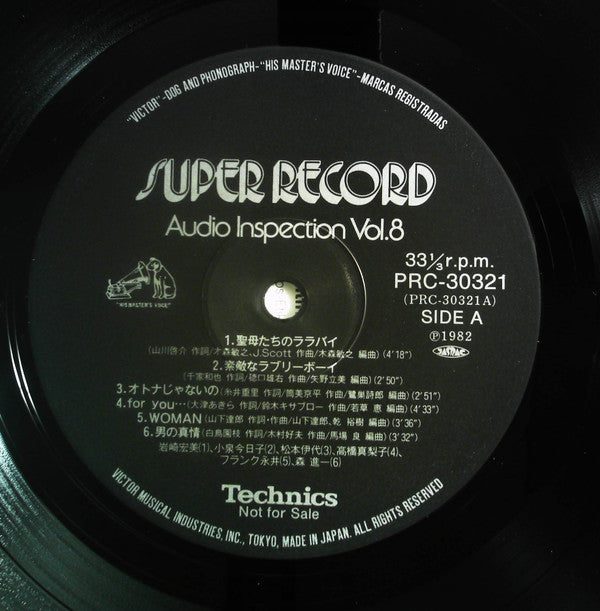 "VICTOR"-DOG AND PHONOGRAPH-"HIS MASTER'S VOICE"-MARCAS REGISTRADAS
SUPER RECORD
Audio Inspection Vol.8
"HIS MASTER'S VOICE"
33⅓r.p.m.
PRC-30321
(PRC-30321A)
SIDE A
Ⓟ1982
JASRAC
1.聖母たちのララバイ
(山川啓介 作詞/木森敏之、J.Scott 作曲/木森敏之 編曲)(4'18")
2.素敵なラブリーボーイ
(千家和也 作詞/穂口雄右 作曲/矢野立美 編曲)(2'50")
3.オトナじゃないの(糸井重里 作詞/筒美京平 作曲/鷺巣詩郎 編曲)(2'51")
4.for you…(大津あきら 作詞/鈴木キサブロー 作曲/若草 恵 編曲)(4'33")
5.WOMAN(山下達郎 作詞・作曲/山下達郎、乾 裕樹 編曲)(3'36")
6.男の真情(白鳥園枝 作詞/木村好夫 作曲/馬場 良 編曲)(3'32")
岩崎宏美(1)、小泉今日子(2)、松本伊代(3)、高橋真梨子(4)、
フランク永井(5)、森 進一(6)
Technics
Not for Sale
VICTOR MUSICAL INDUSTRIES, INC., TOKYO, MADE IN JAPAN. ALL RIGHTS RESERVED